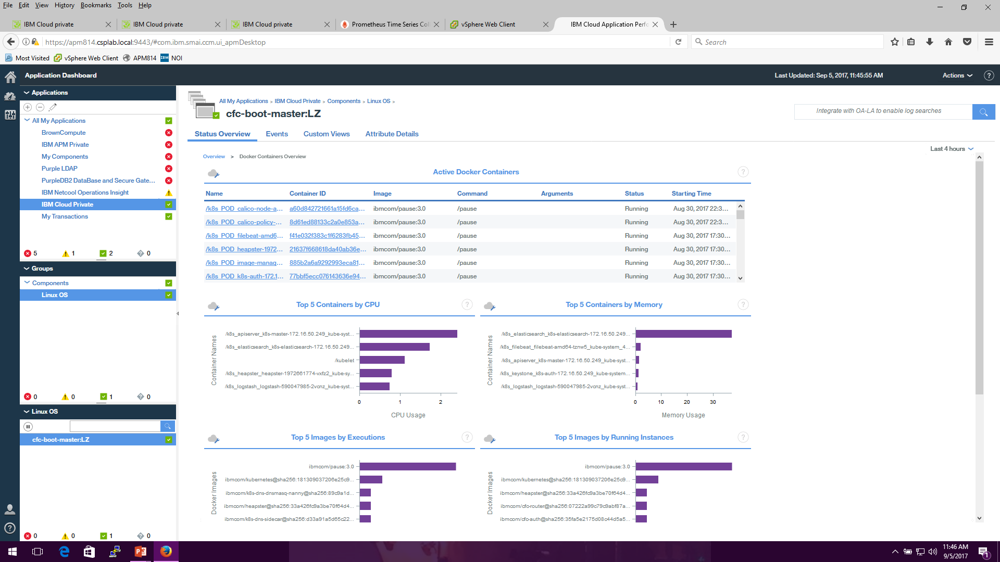 File Edit View History Bookmarks Tools Help
IBM Cloud private
IBM Cloud private
IBM Cloud private
Prometheus Time Series Col
vSphere Web Client
IBM Cloud Application Perfo
https://apm814.csplab.local:9443/#com.ibm.smai.ccm.ui_apmDesktop
Search
Most Visited vSphere Web Client APM814 IBM NOI
Application Dashboard
Last Updated: Sep 5, 2017, 11:45:55 AM
Actions
?
Applications
All My Applications
BrownCompute
IBM APM Private
My Components
Purple LDAP
PurpleDB2 DataBase and Secure Gate...
IBM Netcool Operations Insight
IBM Cloud Private
My Transactions
5 1 2 0
Groups
Components
Linux OS
0 0 1 0
Linux OS
cfc-boot-master:LZ
0 0 1 0
All My Applications > IBM Cloud Private > Components > Linux OS >
cfc-boot-master:LZ
Integrate with OA-LA to enable log searches
Status Overview Events Custom Views Attribute Details
Last 4 hours
Overview > Docker Containers Overview
Active Docker Containers
?
Name Container ID Image Command Arguments Status Starting Time
/k8s_POD_calico-node-a... a60d842721661a15fd6ca... ibmcom/pause:3.0 /pause Running Aug 30, 2017 22:3...
/k8s_POD_calico-policy-... 8d61ed88133c2a0e853a... ibmcom/pause:3.0 /pause Running Aug 30, 2017 22:3...
/k8s_POD_filebeat-amd6... f41e032f383c1f6283fb45... ibmcom/pause:3.0 /pause Running Aug 30, 2017 17:30...
/k8s_POD_heapster-1972... 21637f668618da40ab36e... ibmcom/pause:3.0 /pause Running Aug 30, 2017 17:30...
/k8s_POD_image-manag... 885b2a6a9292993eca81... ibmcom/pause:3.0 /pause Running Aug 30, 2017 17:30...
/k8s_POD_k8s-auth-172.1... 77bbf5ecc076143636e94... ibmcom/pause:3.0 /pause Running Aug 30, 2017 17:30...
Top 5 Containers by CPU
?
Container Names
/k8s_apiserver_k8s-master-172.16.50.249_kube-syst...
/k8s_elasticsearch_k8s-elasticsearch-172.16.50.249...
/kubelet
/k8s_heapster_heapster-1972661774-vxfz2_kube-sy...
/k8s_logstash_logstash-590047985-2vcnz_kube-syst...
0 1 2
CPU Usage
Top 5 Containers by Memory
?
Container Names
/k8s_elasticsearch_k8s-elasticsearch-172.16.50.249...
/k8s_filebeat_filebeat-amd64-tznw5_kube-system_4...
/k8s_apiserver_k8s-master-172.16.50.249_kube-syst...
/k8s_keystone_k8s-auth-172.16.50.249_kube-system...
/k8s_logstash_logstash-590047985-2vcnz_kube-syst...
0 10 20 30
Memory Usage
Top 5 Images by Executions
?
Docker Images
ibmcom/pause:3.0
ibmcom/kubernetes@sha256:181309037206e25c9...
ibmcom/k8s-dns-dnsmasq-nanny@sha256:89c9a1d...
ibmcom/heapster@sha256:33a426fc9a3be70f64d4...
ibmcom/k8s-dns-sidecar@sha256:d33a91a5d65c22...
Top 5 Images by Running Instances
?
Docker Images
ibmcom/pause:3.0
ibmcom/kubernetes@sha256:181309037206e25c9...
ibmcom/heapster@sha256:33a426fc9a3be70f64d4...
ibmcom/cfc-router@sha256:07222a99c79c9abf87a...
ibmcom/cfc-auth@sha256:35fa5e2175d08c44d5a5...
11:46 AM
9/5/2017
1